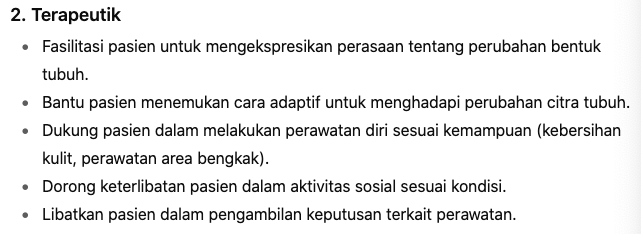 2. Terapeutik
• Fasilitasi pasien untuk mengekspresikan perasaan tentang perubahan bentuk
tubuh.
• Bantu pasien menemukan cara adaptif untuk menghadapi perubahan citra tubuh.
• Dukung pasien dalam melakukan perawatan diri sesuai kemampuan (kebersihan
kulit, perawatan area bengkak).
• Dorong keterlibatan pasien dalam aktivitas sosial sesuai kondisi.
• Libatkan pasien dalam pengambilan keputusan terkait perawatan.